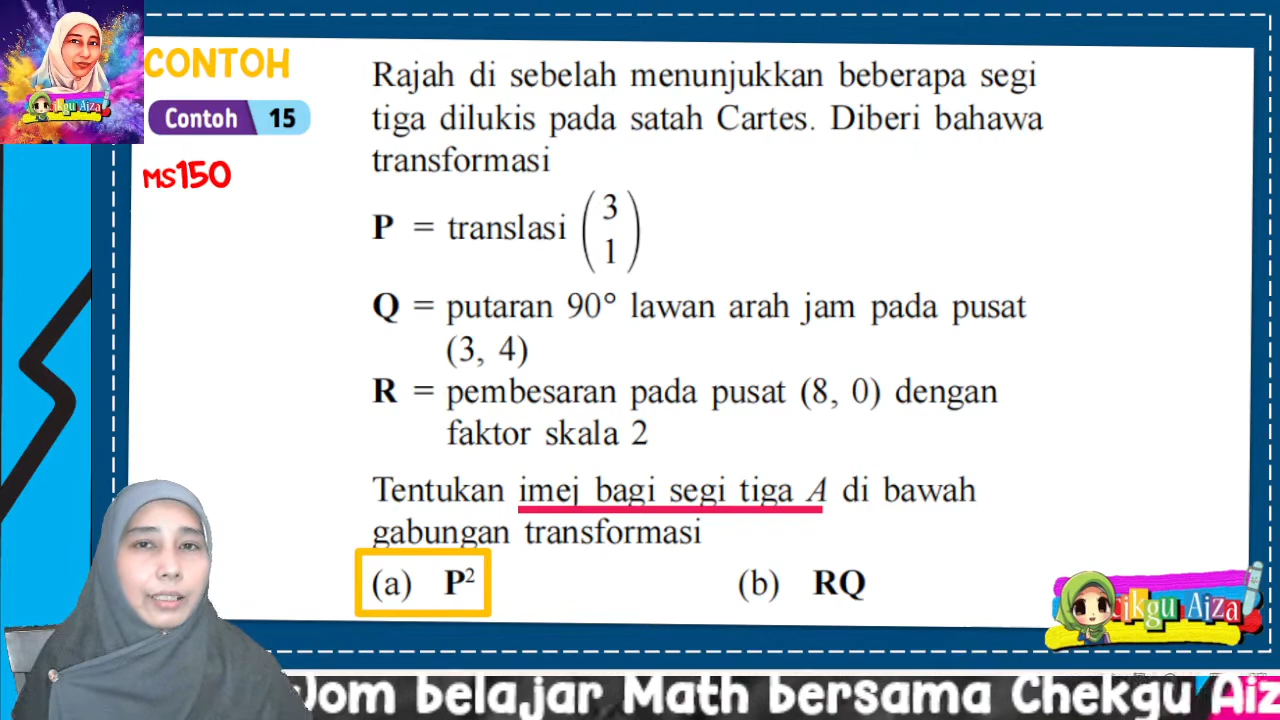 CONTOH
Contoh 15
MS150
Rajah di sebelah menunjukkan beberapa segi
tiga dilukis pada satah Cartes. Diberi bahawa
transformasi
P = translasi (3 1)
Q = putaran 90° lawan arah jam pada pusat
(3, 4)
R = pembesaran pada pusat (8, 0) dengan
faktor skala 2
Tentukan imej bagi segi tiga A di bawah
gabungan transformasi
(a) P² (b) RQ
cikgu Aiza
cikgu Aiza
Jom belajar Math bersama Chekgu Aiz